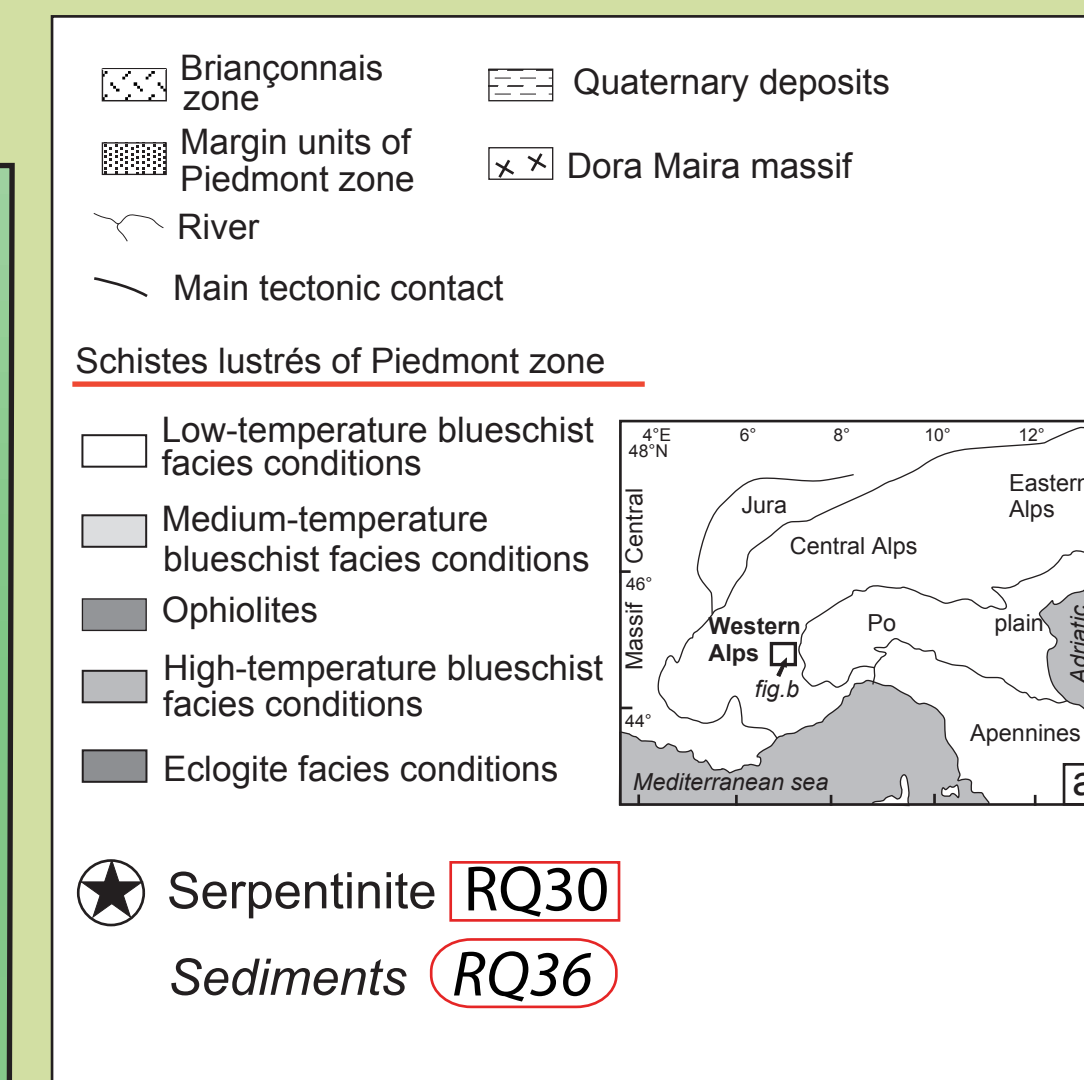 Briançonnais
zone
Quaternary deposits
Margin units of
Piedmont zone
Dora Maira massif
River
Main tectonic contact
Schistes lustrés of Piedmont zone
Low-temperature blueschist
facies conditions
Medium-temperature
blueschist facies conditions
Ophiolites
High-temperature blueschist
facies conditions
Eclogite facies conditions
4°E 6° 8° 10° 12°
48°N
Jura
Eastern
Alps
Central Alps
Massif Central
46°
Western
Alps
Po plain
Adriatic
fig.b
44°
Apennines
Mediterranean sea
a
Serpentinite RQ30
Sediments RQ36